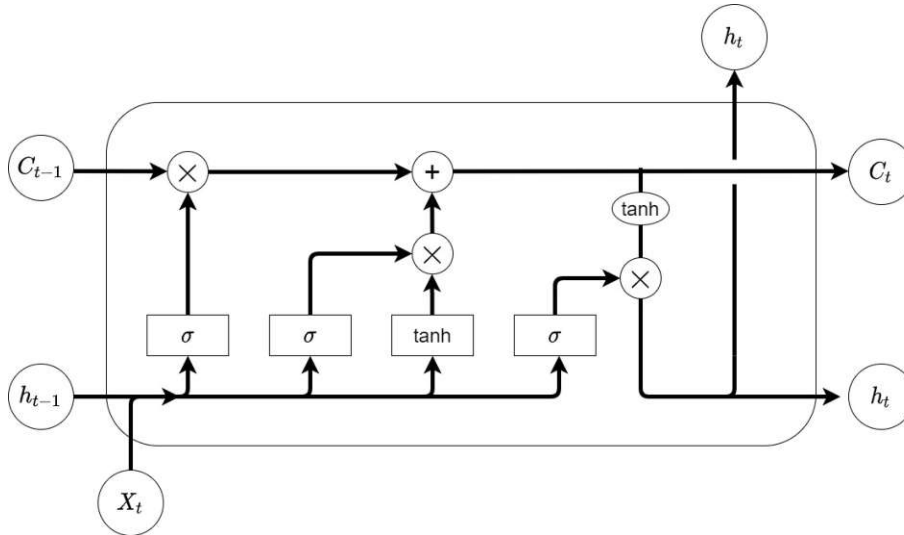 h_t
C_{t-1} × + C_t
tanh
×
×
σ σ tanh σ
h_{t-1} h_t
X_t